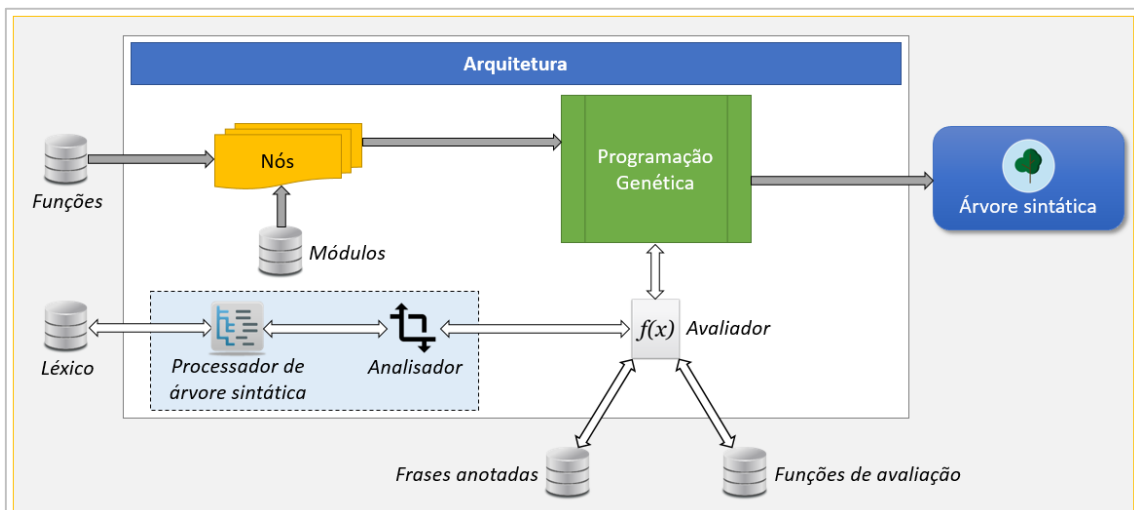 Arquitetura
Nós
Programação
Genética
Funções
Árvore sintática
Módulos
f(x)
Avaliador
Léxico
Processador de
árvore sintática
Analisador
Frases anotadas
Funções de avaliação